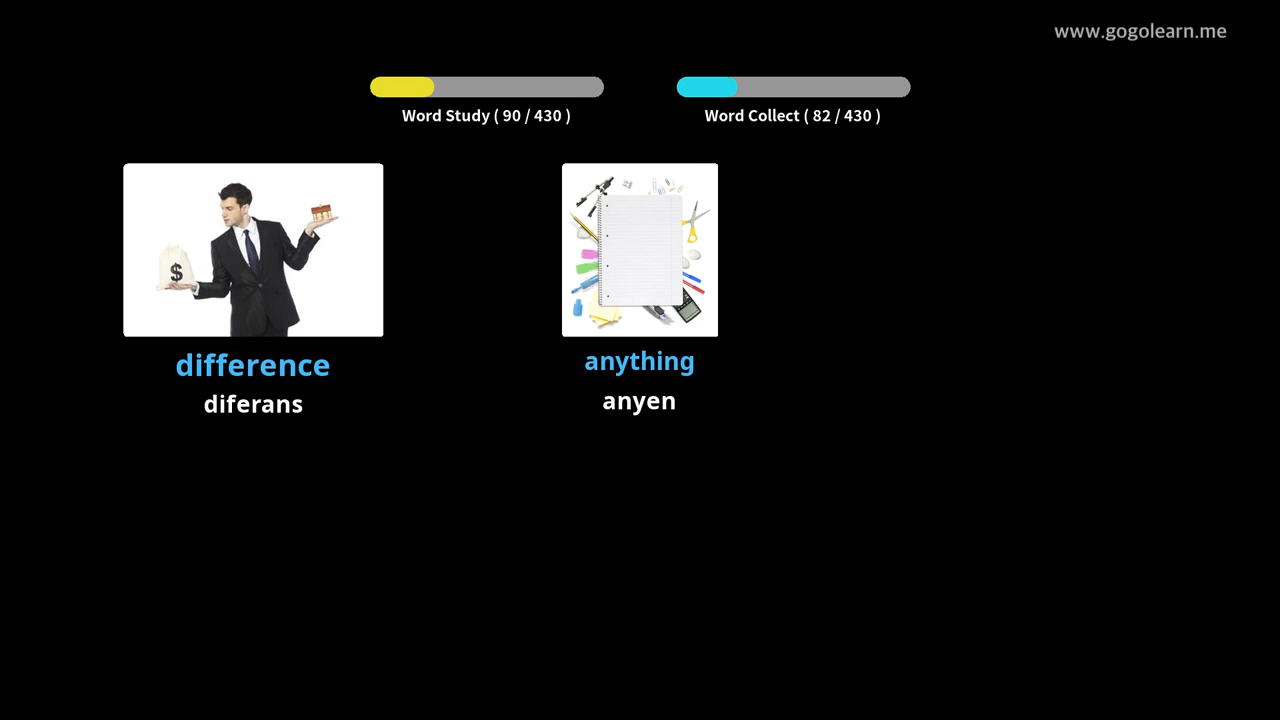 www.gogolearn.me
Word Study ( 90 / 430 )
Word Collect ( 82 / 430 )
$
difference
diferans
anything
anyen